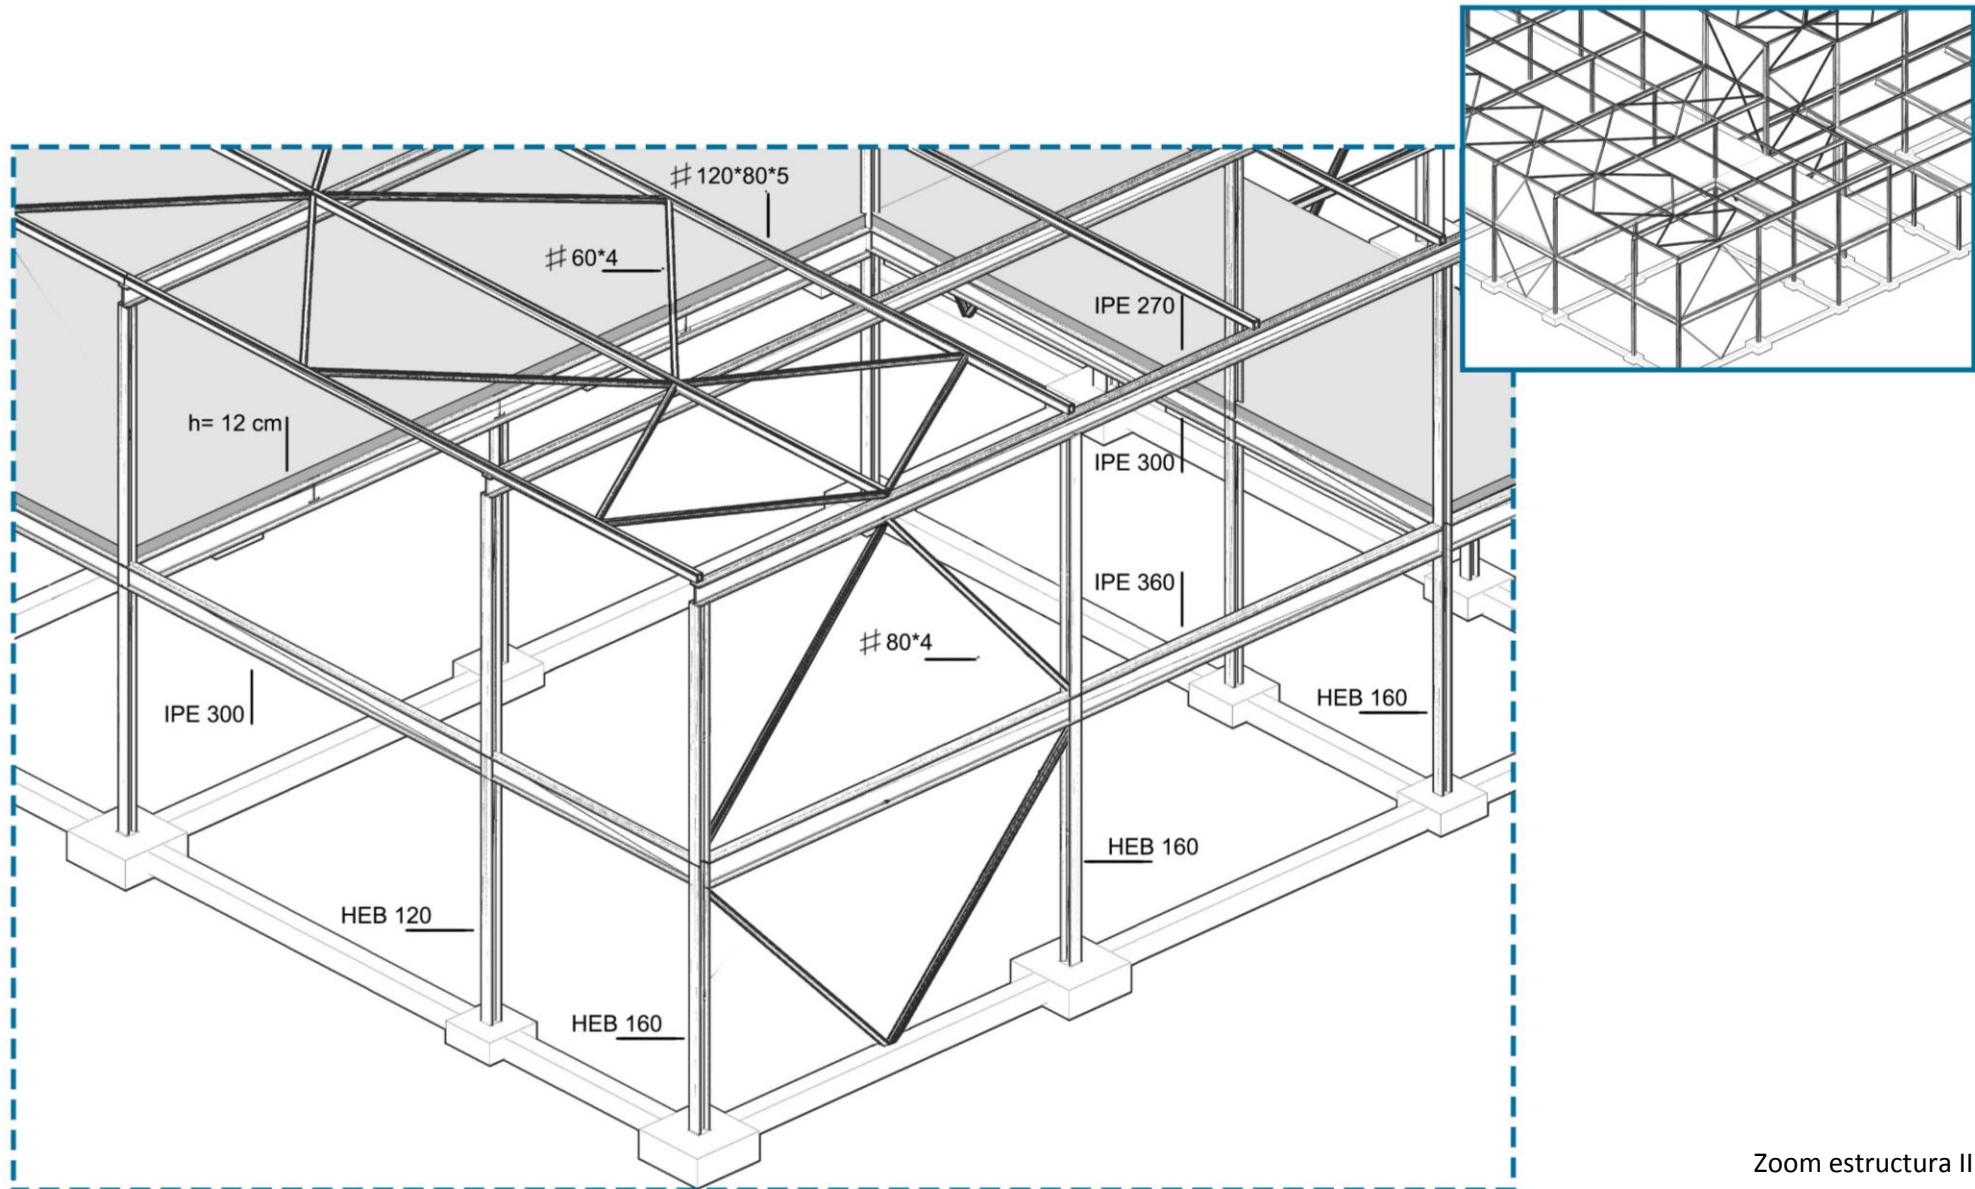 ⌗ 120*80*5
⌗ 60*4
IPE 270
h= 12 cm
IPE 300
IPE 360
⌗ 80*4
HEB 160
IPE 300
HEB 160
HEB 120
HEB 160
Zoom estructura II